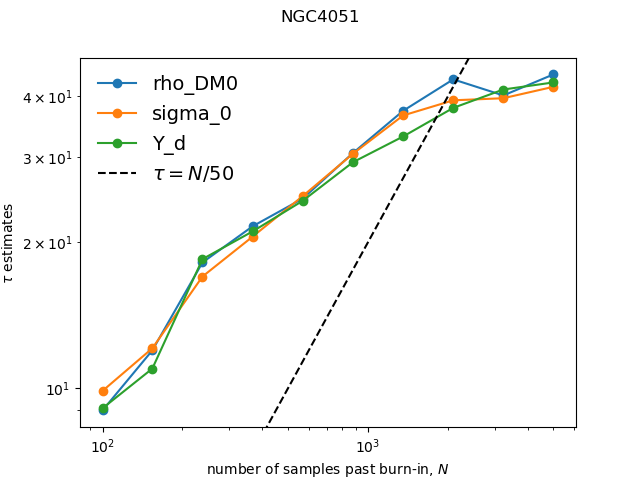 NGC4051
rho_DM0
sigma_0
Y_d
τ = N/50
4 × 10¹
3 × 10¹
2 × 10¹
10¹
τ estimates
10² 10³
number of samples past burn-in, N